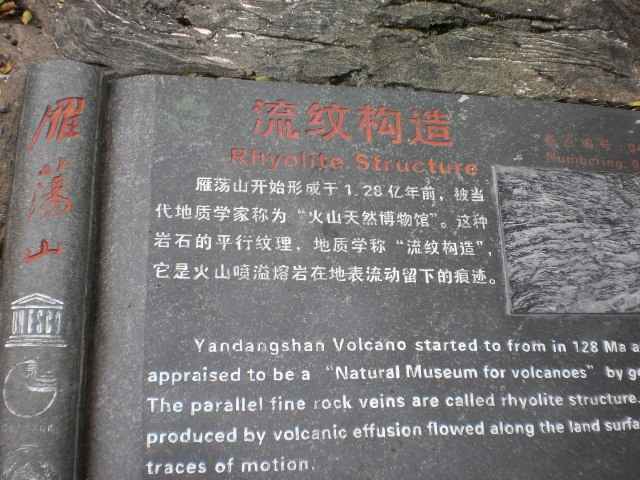 雁荡山
UNESCO
流纹构造
Rhyolite Structure
Numbering
雁荡山开始形成于1.28亿年前，被当
代地质学家称为“火山天然博物馆”。这种
岩石的平行纹理，地质学称“流纹构造”，
它是火山喷溢熔岩在地表流动留下的痕迹。
Yandangshan Volcano started to from in 128 Ma a
appraised to be a “Natural Museum for volcanoes” by g
The parallel fine rock veins are called rhyolite structure.
produced by volcanic effusion flowed along the land surfa
traces of motion.